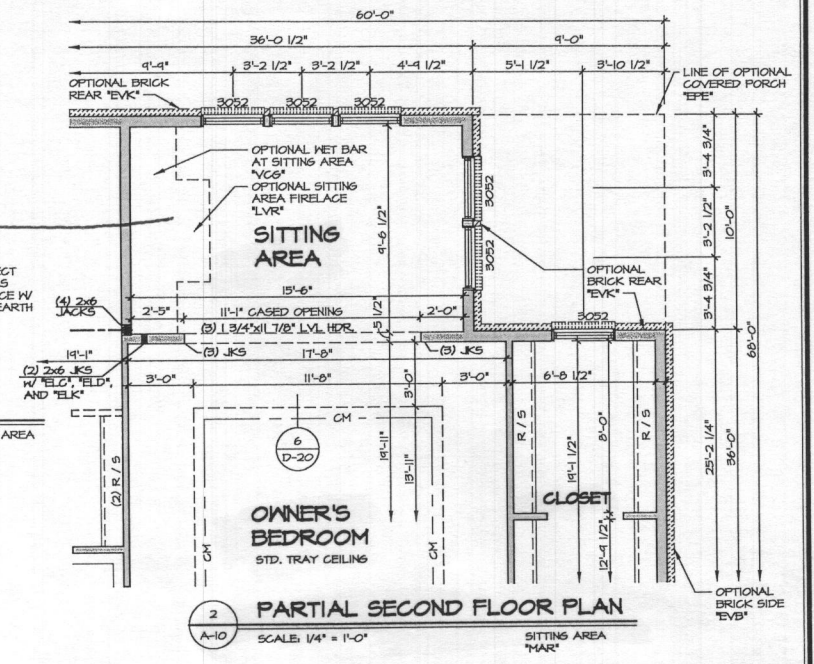 60'-0"
36'-0 1/2"
9'-0"
9'-9"
3'-2 1/2"
3'-2 1/2"
4'-9 1/2"
5'-1 1/2"
3'-10 1/2"
OPTIONAL BRICK
REAR "EVK"
LINE OF OPTIONAL
COVERED PORCH
"EPE"
3052
3052
3052
OPTIONAL WET BAR
AT SITTING AREA
"VCG"
OPTIONAL SITTING
AREA FIRELACE
"LVR"
SITTING
AREA
9'-6 1/2"
3052
3052
3'-4 3/4"
3'-2 1/2"
3'-4 3/4"
10'-0"
68'-0"
OPTIONAL
BRICK REAR
"EVK"
15'-6"
(4) 2x6
JACKS
2'-5"
11'-1" CASED OPENING
2'-0"
5 1/2"
(3) 1 3/4"x11 7/8" LVL HDR.
3052
19'-1"
(3) JKS
17'-8"
(3) JKS
(2) 2x6 JKS
W/ "ELC", "ELD",
AND "ELK"
3'-0"
11'-8"
3'-0"
6'-8 1/2"
3'-0"
CM
R / S
R / S
8'-0"
25'-2 1/4"
36'-0"
6
D-20
19'-11"
13'-11"
19'-1 1/2"
AREA
(2) R / S
CLOSET
OWNER'S
BEDROOM
STD. TRAY CEILING
CM
CM
12'-9 1/2"
OPTIONAL
BRICK SIDE
"EVB"
2
A-10
PARTIAL SECOND FLOOR PLAN
SCALE: 1/4" = 1'-0"
SITTING AREA
"MAR"